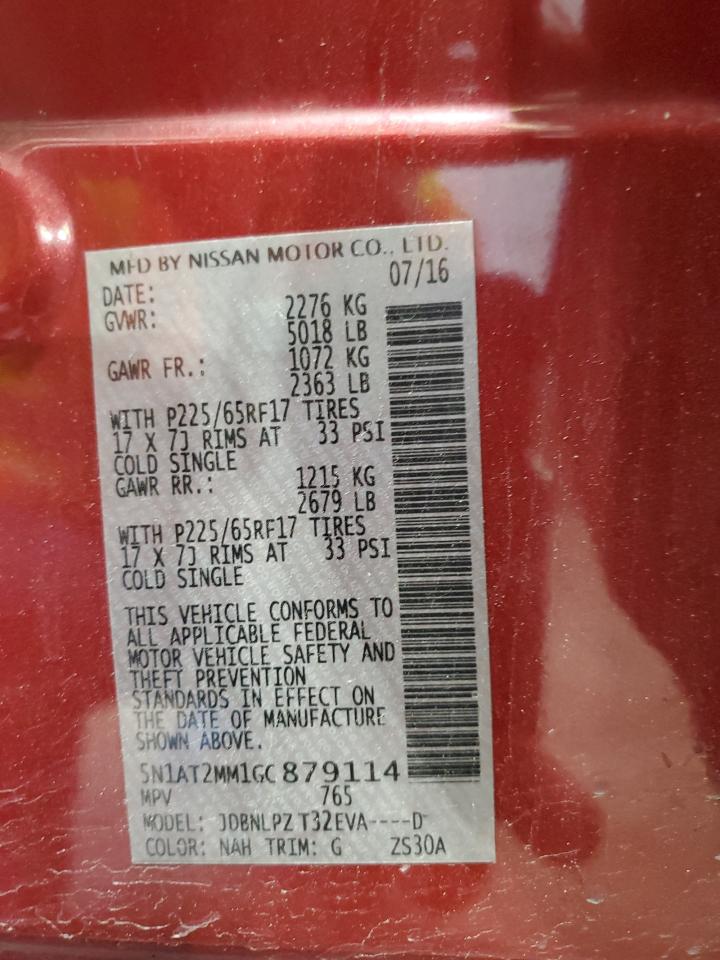 MFD BY NISSAN MOTOR CO., LTD.
DATE: 07/16
GVWR: 2276 KG
5018 LB
GAWR FR.: 1072 KG
2363 LB
WITH P225/65RF17 TIRES
17 X 7J RIMS AT 33 PSI
COLD SINGLE
GAWR RR.: 1215 KG
2679 LB
WITH P225/65RF17 TIRES
17 X 7J RIMS AT 33 PSI
COLD SINGLE
THIS VEHICLE CONFORMS TO
ALL APPLICABLE FEDERAL
MOTOR VEHICLE SAFETY AND
THEFT PREVENTION
STANDARDS IN EFFECT ON
THE DATE OF MANUFACTURE
SHOWN ABOVE.
5N1AT2MM1GC879114
MPV 765
MODEL: JDBNLPZ T32EVA----D
COLOR: NAH TRIM: G ZS30A